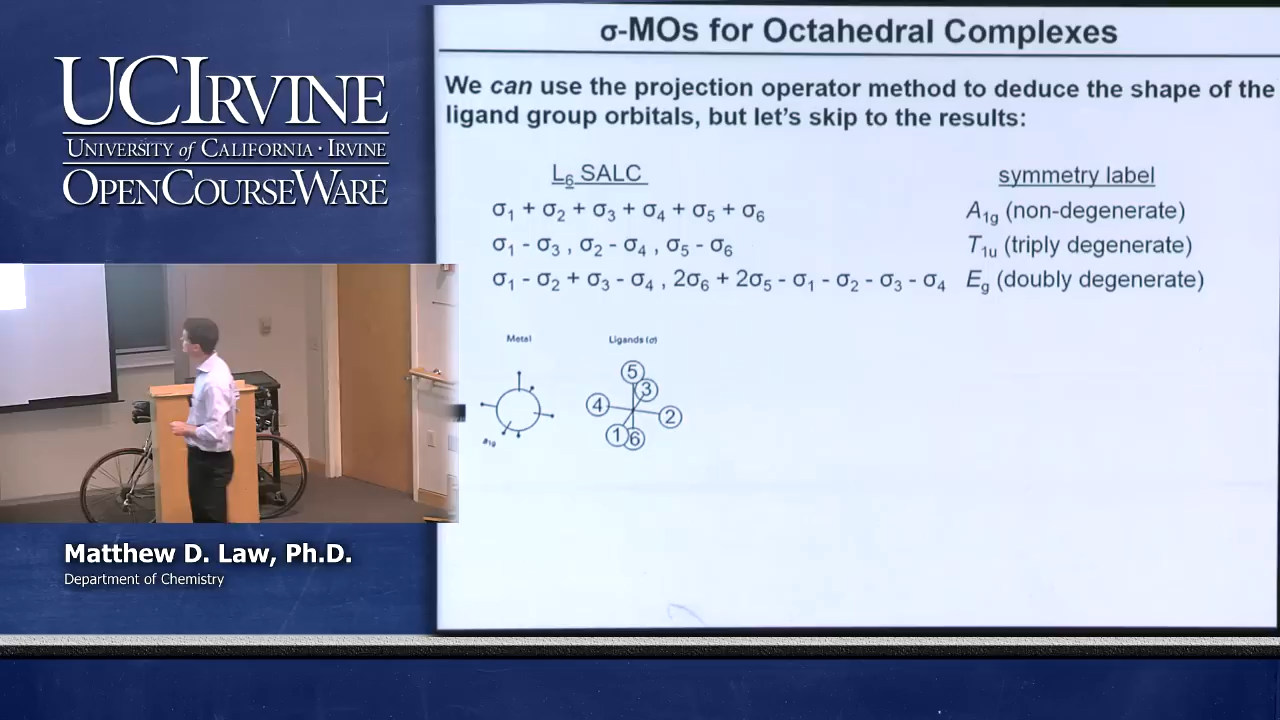 UCIRVINE
UNIVERSITY of CALIFORNIA · IRVINE
OPENCOURSEWARE
σ-MOs for Octahedral Complexes
We can use the projection operator method to deduce the shape of the
ligand group orbitals, but let's skip to the results:
L₆ SALC symmetry label
σ₁ + σ₂ + σ₃ + σ₄ + σ₅ + σ₆ A₁g (non-degenerate)
σ₁ - σ₃ , σ₂ - σ₄ , σ₅ - σ₆ T₁u (triply degenerate)
σ₁ - σ₂ + σ₃ - σ₄ , 2σ₆ + 2σ₅ - σ₁ - σ₂ - σ₃ - σ₄ Eg (doubly degenerate)
Metal Ligands (σ)
5
3
4
2
1 6
a₁g
Matthew D. Law, Ph.D.
Department of Chemistry